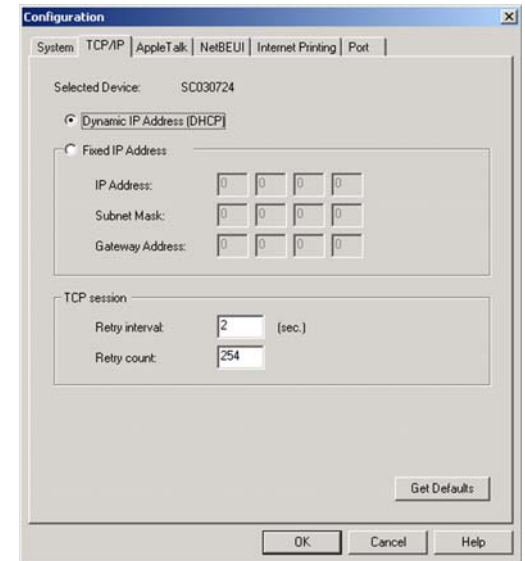 Configuration
System TCP/IP AppleTalk NetBEUI Internet Printing Port
Selected Device: SC030724
Dynamic IP Address (DHCP)
Fixed IP Address
IP Address: 0 0 0 0
Subnet Mask: 0 0 0 0
Gateway Address: 0 0 0 0
TCP session
Retry interval: 2 (sec.)
Retry count: 254
Get Defaults
OK Cancel Help